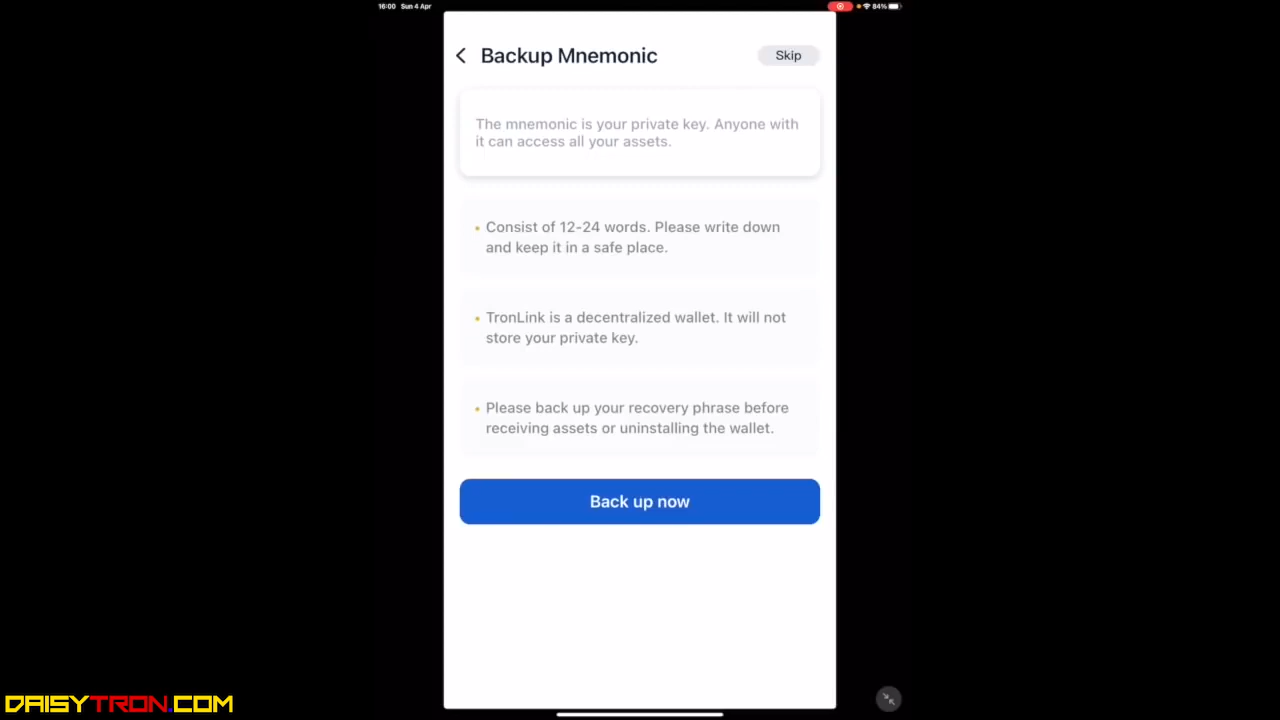 16:00 Sun 4 Apr
84%
Backup Mnemonic
Skip
The mnemonic is your private key. Anyone with
it can access all your assets.
• Consist of 12-24 words. Please write down
and keep it in a safe place.
• TronLink is a decentralized wallet. It will not
store your private key.
• Please back up your recovery phrase before
receiving assets or uninstalling the wallet.
Back up now
DAISYTRON.COM